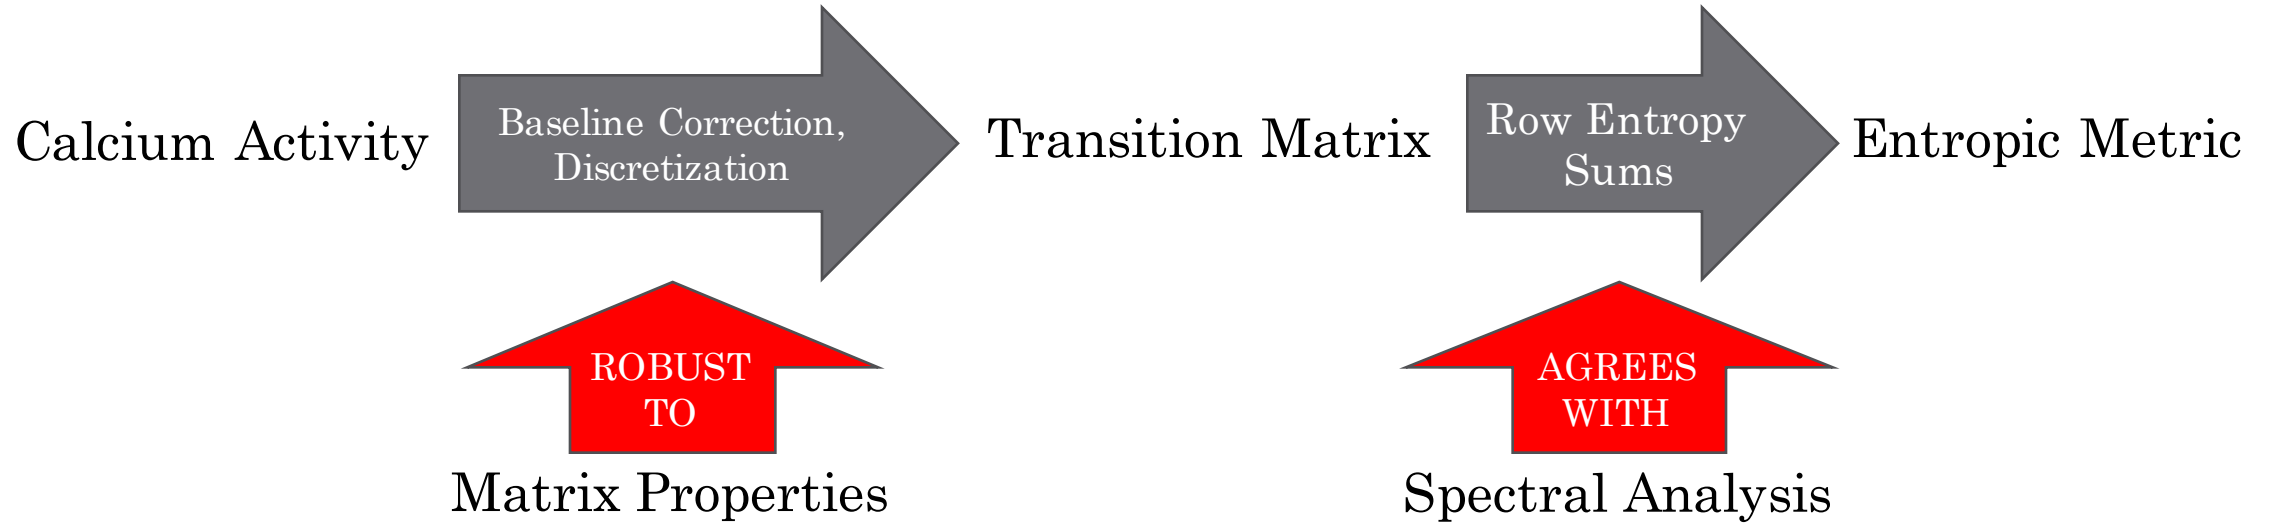 Calcium Activity
Baseline Correction,
Discretization
Transition Matrix
Row Entropy
Sums
Entropic Metric
ROBUST
TO
Matrix Properties
AGREES
WITH
Spectral Analysis